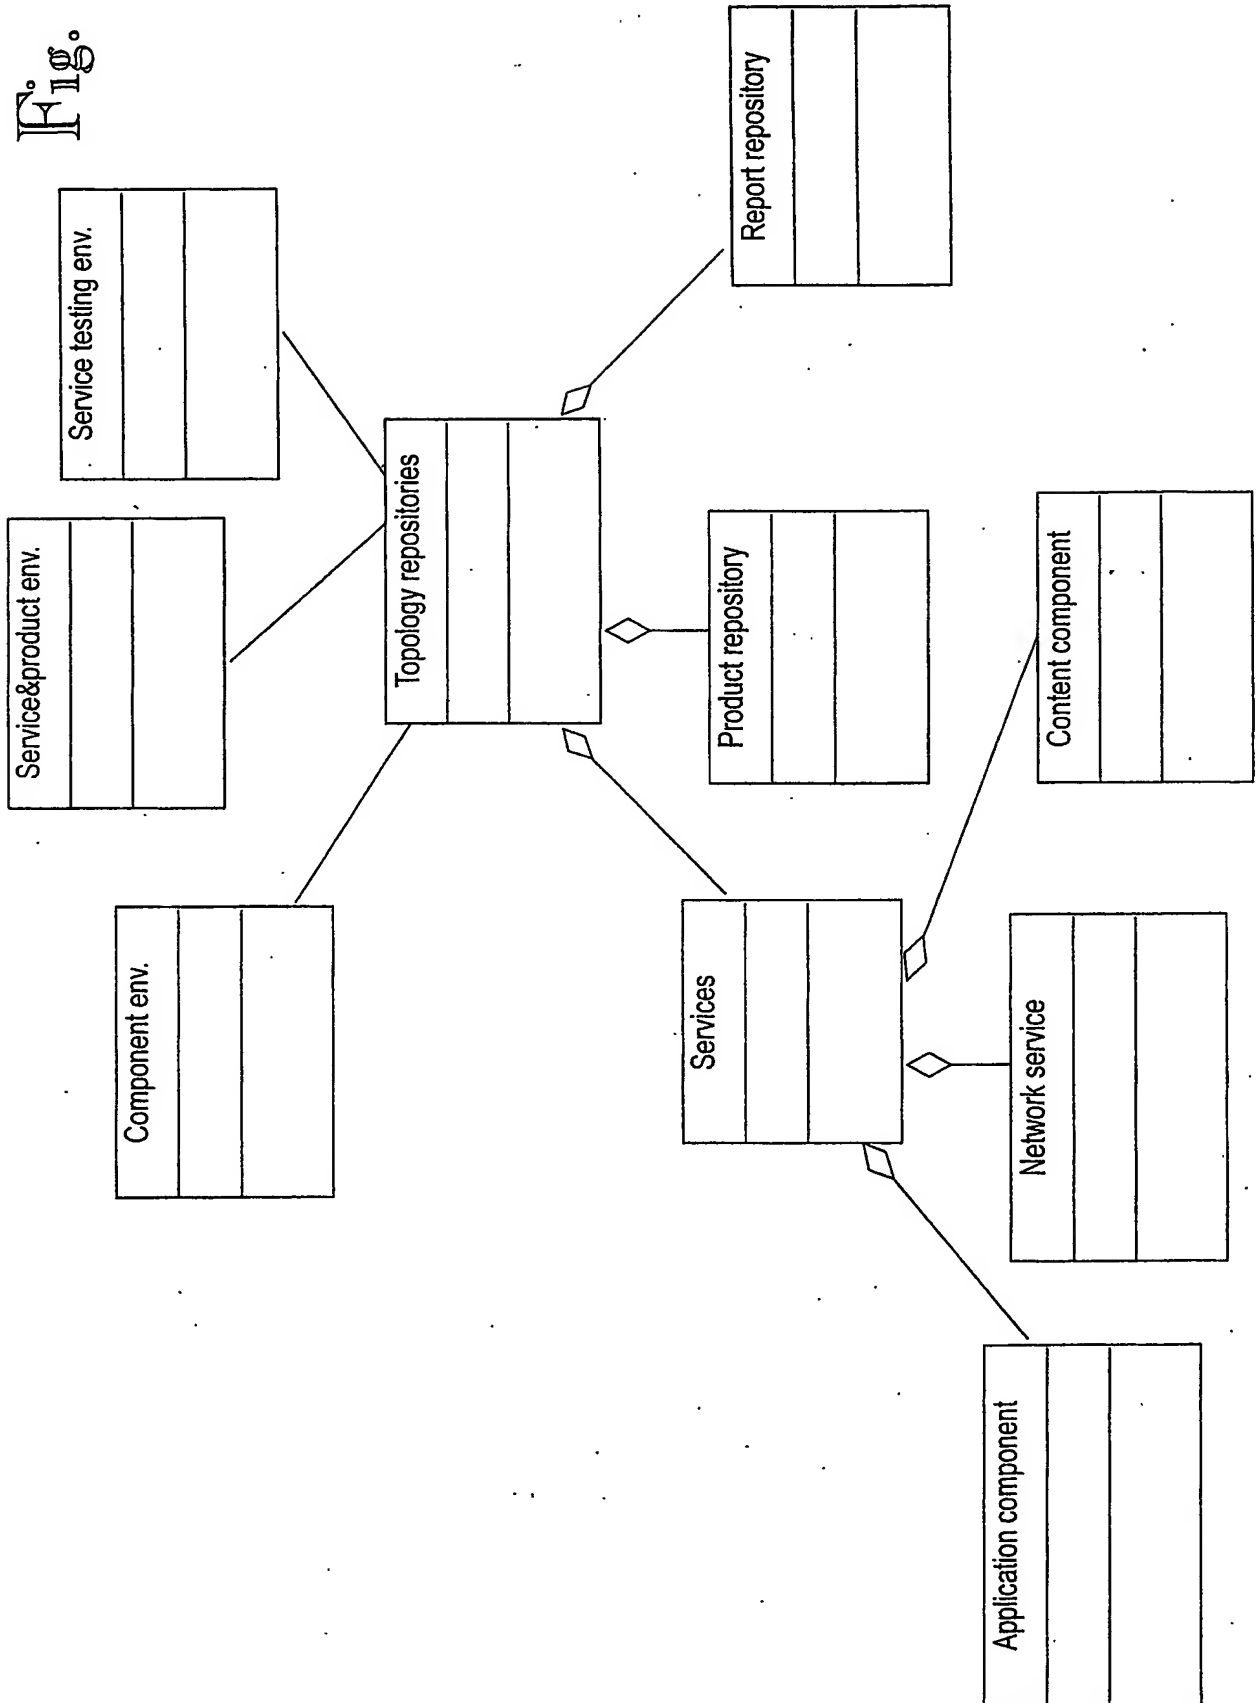 Fig.
Component env.
Service&product env.
Service testing env.
Topology repositories
Services
Product repository
Report repository
Application component
Network service
Content component